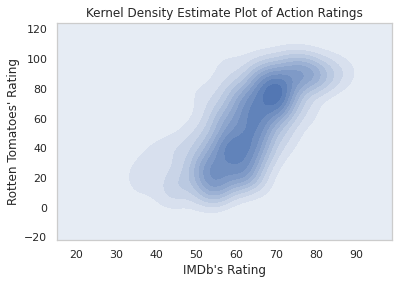 Kernel Density Estimate Plot of Action Ratings
120
100
80
60
40
20
0
−20
Rotten Tomatoes' Rating
20 30 40 50 60 70 80 90
IMDb's Rating